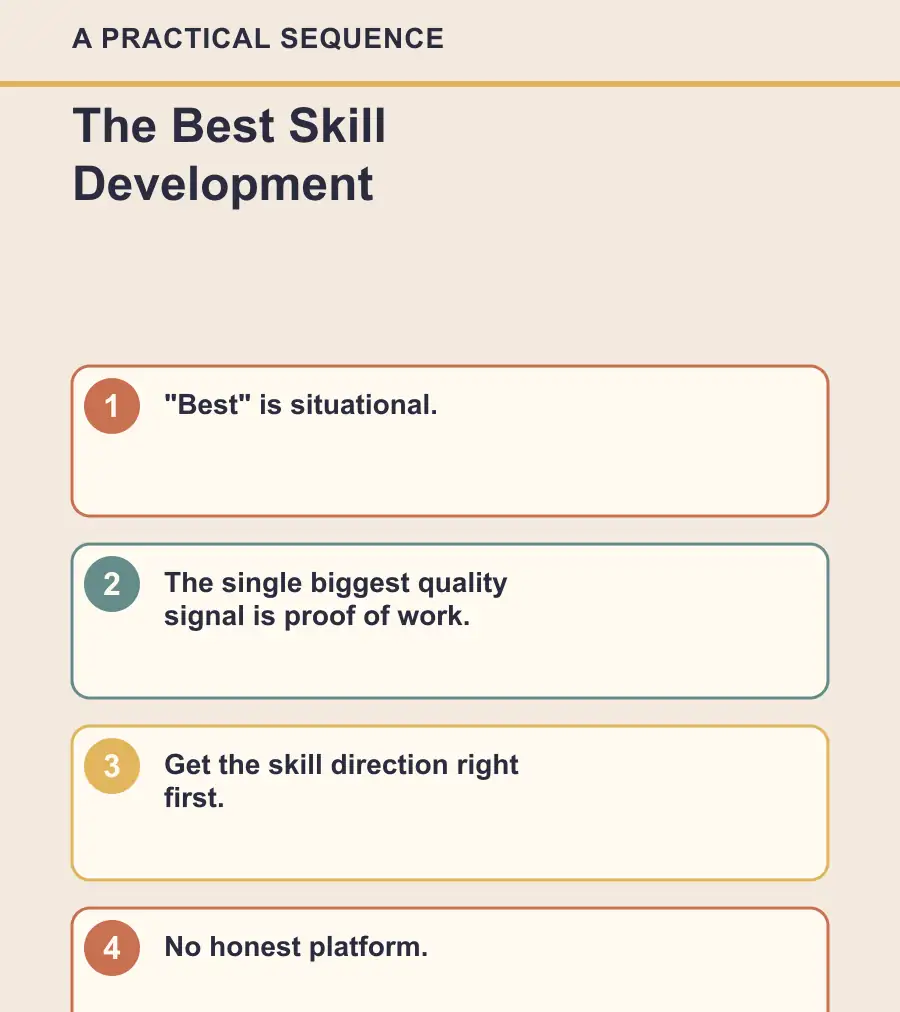 A PRACTICAL SEQUENCE
The Best Skill
Development
1
"Best" is situational.
2
The single biggest quality
signal is proof of work.
3
Get the skill direction right
first.
4
No honest platform.